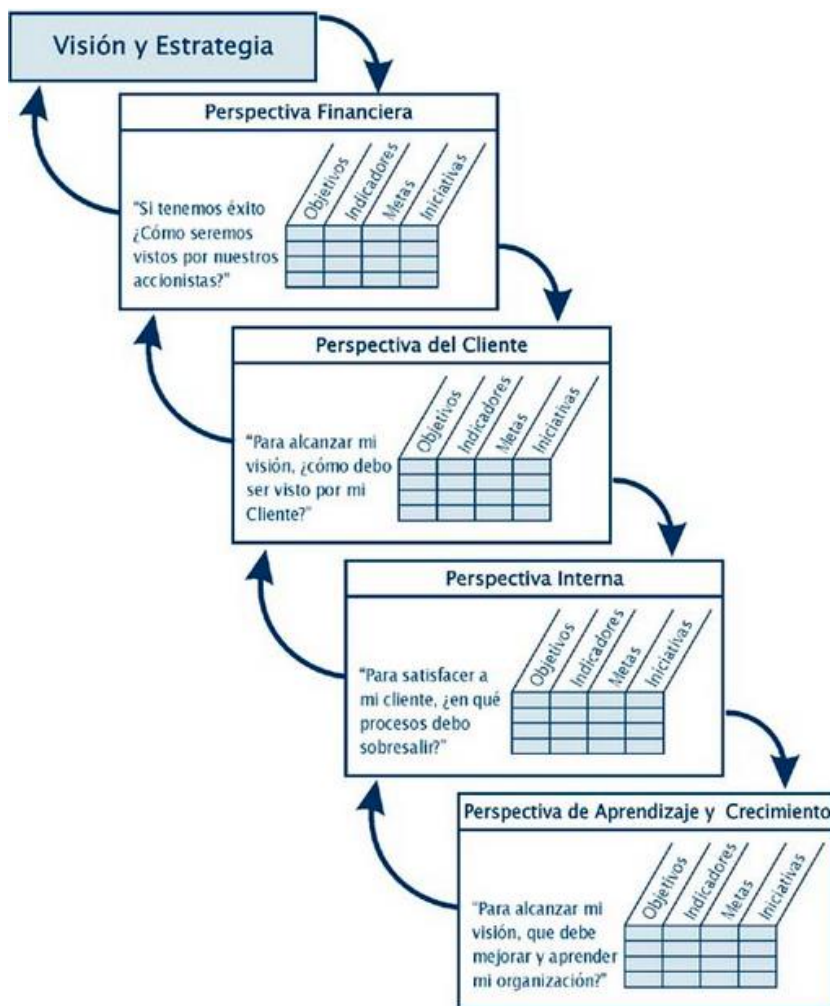 Visión y Estrategia
Perspectiva Financiera
Objetivos
Indicadores
Metas
Iniciativas
"Si tenemos éxito
¿Cómo seremos
vistos por nuestros
accionistas?"
Perspectiva del Cliente
Objetivos
Indicadores
Metas
Iniciativas
"Para alcanzar mi
visión, ¿cómo debo
ser visto por mi
Cliente?"
Perspectiva Interna
Objetivos
Indicadores
Metas
Iniciativas
"Para satisfacer a
mi cliente, ¿en qué
procesos debo
sobresalir?"
Perspectiva de Aprendizaje y Crecimiento
Objetivos
Indicadores
Metas
Iniciativas
"Para alcanzar mi
visión, que debe
mejorar y aprender
mi organización?"